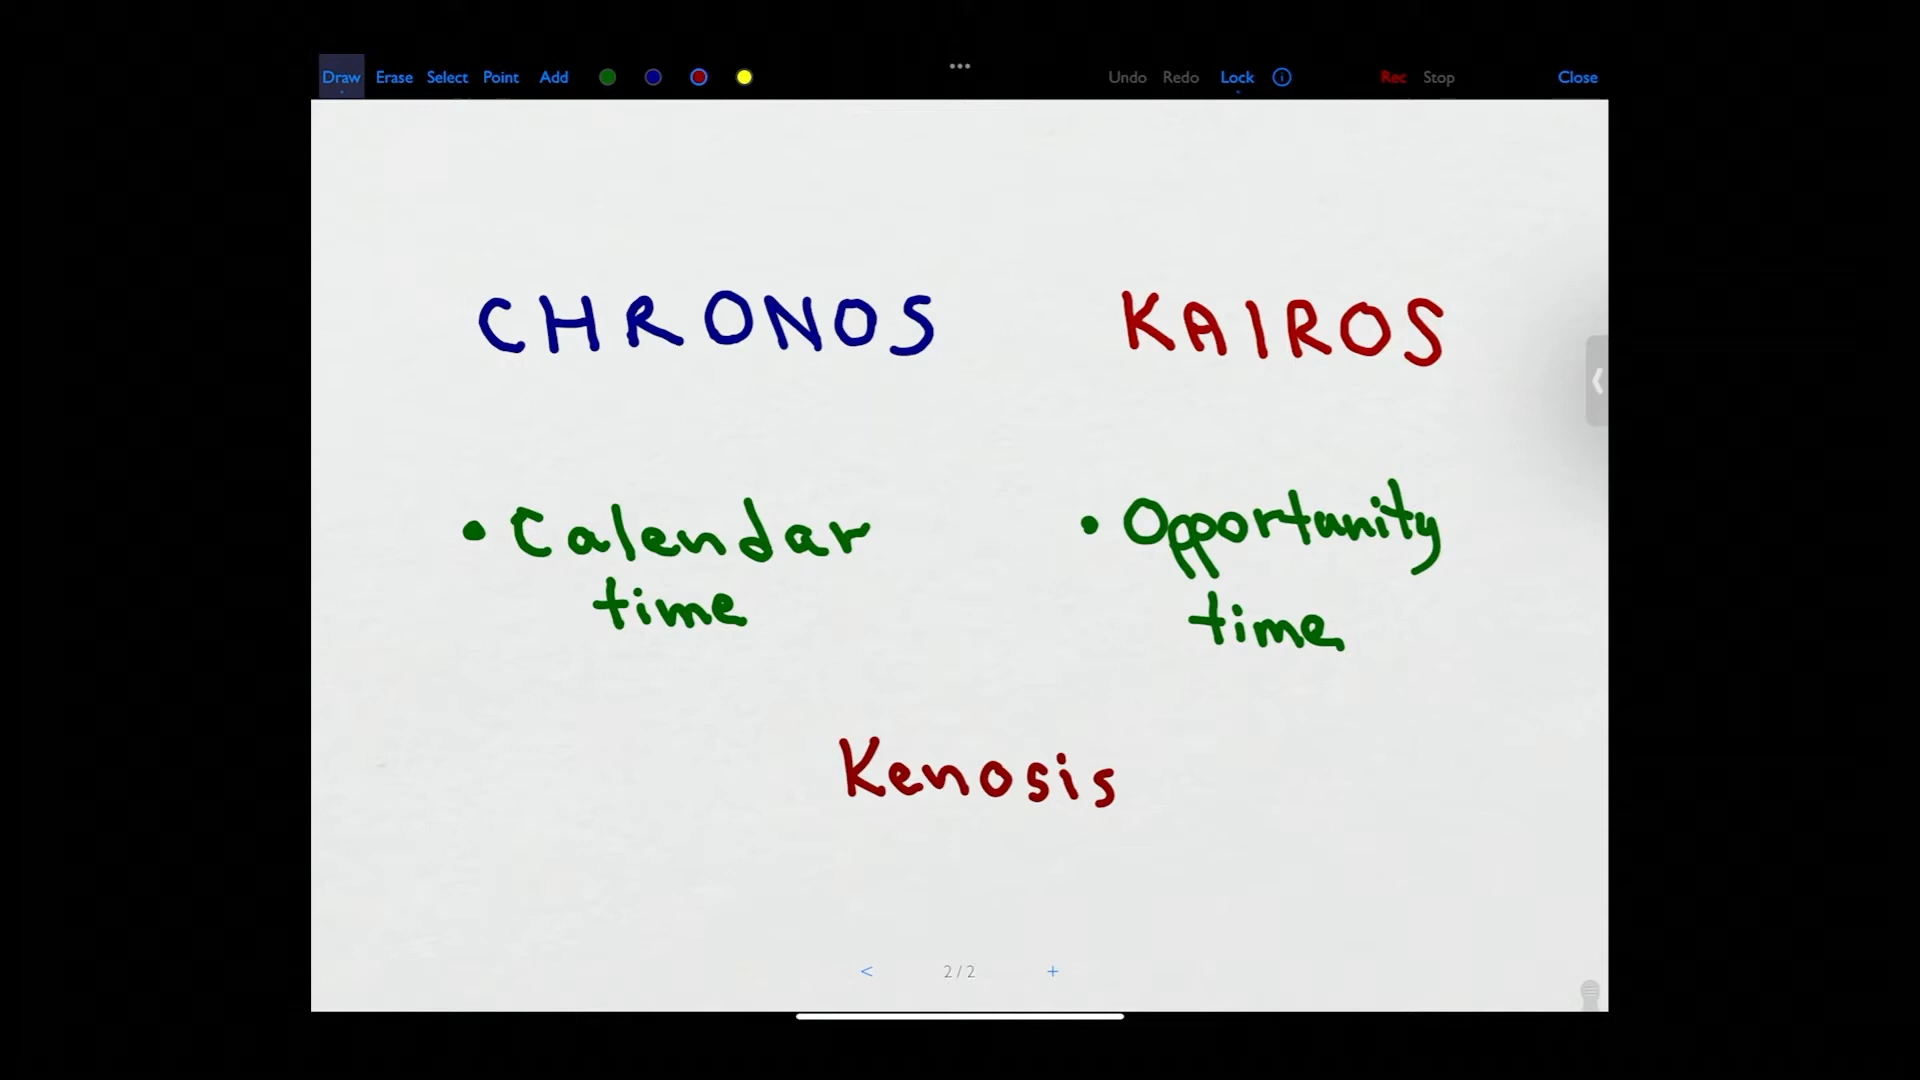 Draw Erase Select Point Add Undo Redo Lock Rec Stop Close
CHRONOS KAIROS
• Calendar • Opportunity
time time
Kenosis
< 2 / 2 +